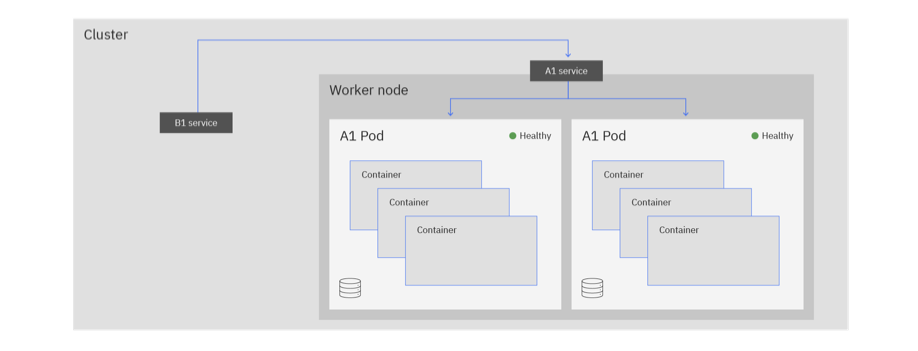 Cluster
A1 service
Worker node
B1 service
A1 Pod
Healthy
Container
Container
Container
A1 Pod
Healthy
Container
Container
Container